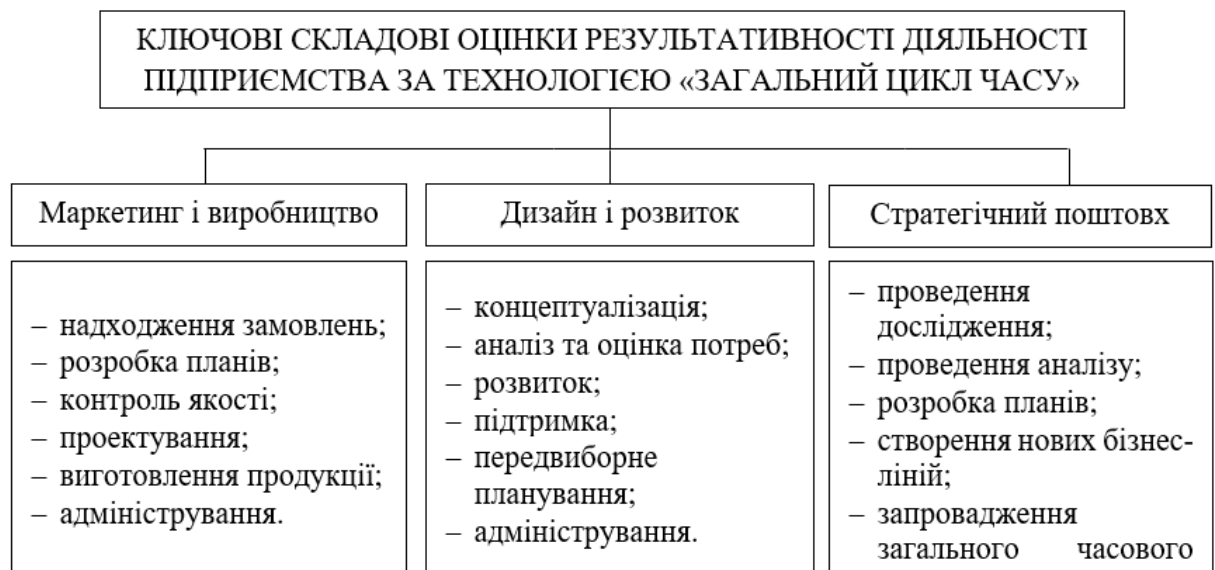 КЛЮЧОВІ СКЛАДОВІ ОЦІНКИ РЕЗУЛЬТАТИВНОСТІ ДІЯЛЬНОСТІ
ПІДПРИЄМСТВА ЗА ТЕХНОЛОГІЄЮ «ЗАГАЛЬНИЙ ЦИКЛ ЧАСУ»
Маркетинг і виробництво
– надходження замовлень;
– розробка планів;
– контроль якості;
– проектування;
– виготовлення продукції;
– адміністрування.
Дизайн і розвиток
– концептуалізація;
– аналіз та оцінка потреб;
– розвиток;
– підтримка;
– передвиборне
планування;
– адміністрування.
Стратегічний поштовх
– проведення
дослідження;
– проведення аналізу;
– розробка планів;
– створення нових бізнес-
ліній;
– запровадження
загального часового